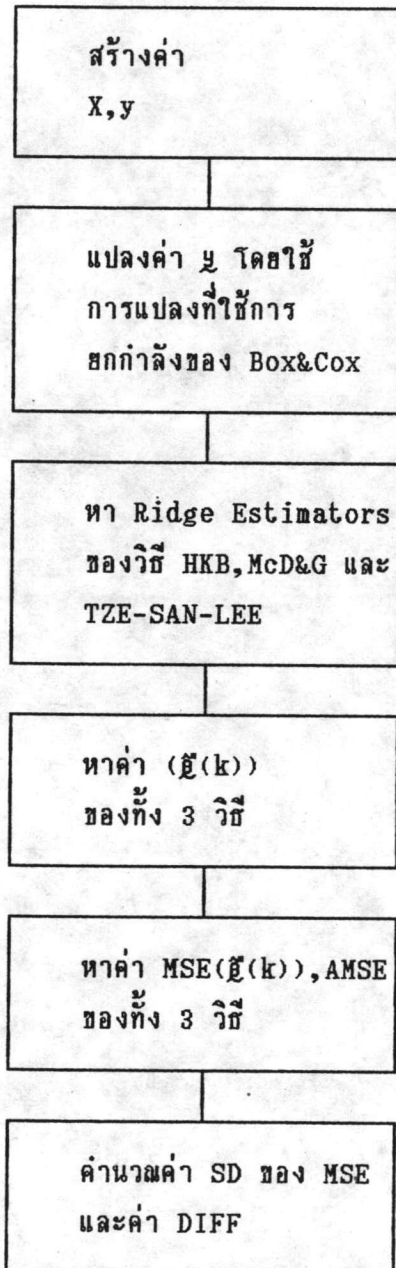 สร้างค่า
X,y
แปลงค่า y โดยใช้
การแปลงที่ใช้การ
ยกกำลังของ Box&Cox
หา Ridge Estimators
ของวิธี HKB,McD&G และ
TZE-SAN-LEE
หาค่า (β̂(k))
ของทั้ง 3 วิธี
หาค่า MSE(β̂(k)),AMSE
ของทั้ง 3 วิธี
คำนวณค่า SD ของ MSE
และค่า DIFF